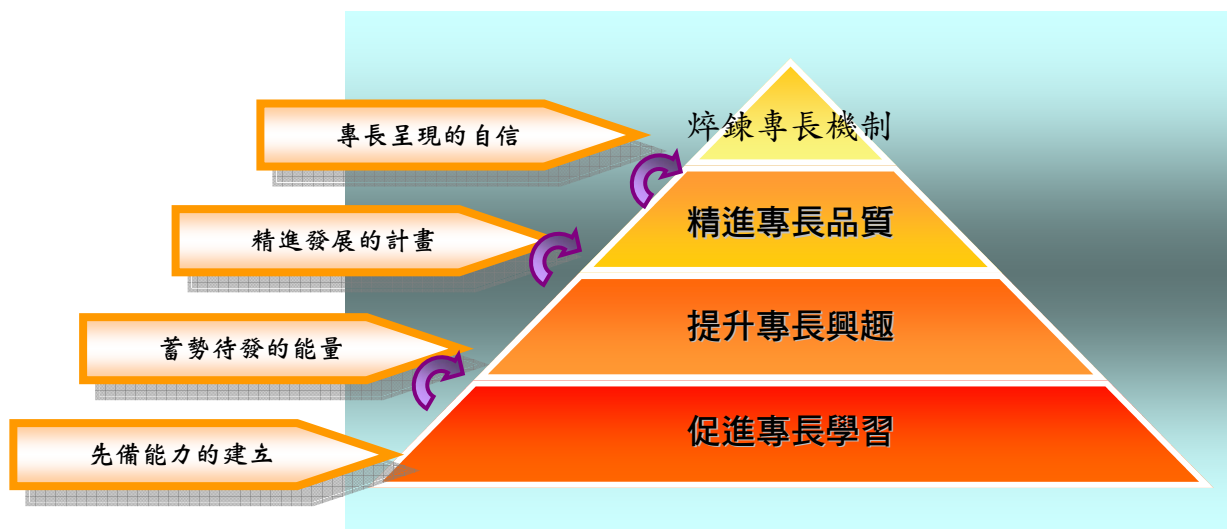 專長呈現的自信
焠鍊專長機制
精進發展的計畫
精進專長品質
蓄勢待發的能量
提升專長興趣
先備能力的建立
促進專長學習